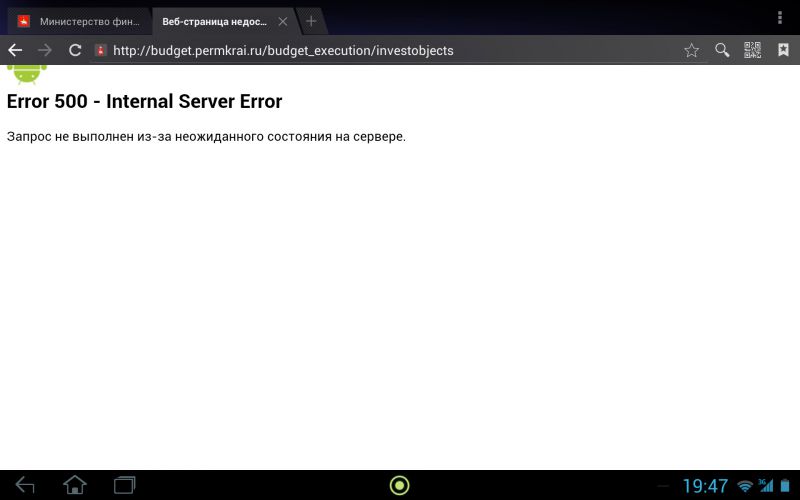 Министерство фин...
Веб-страница недос...
http://budget.permkrai.ru/budget_execution/investobjects
Error 500 - Internal Server Error
Запрос не выполнен из-за неожиданного состояния на сервере.
19:47
3G